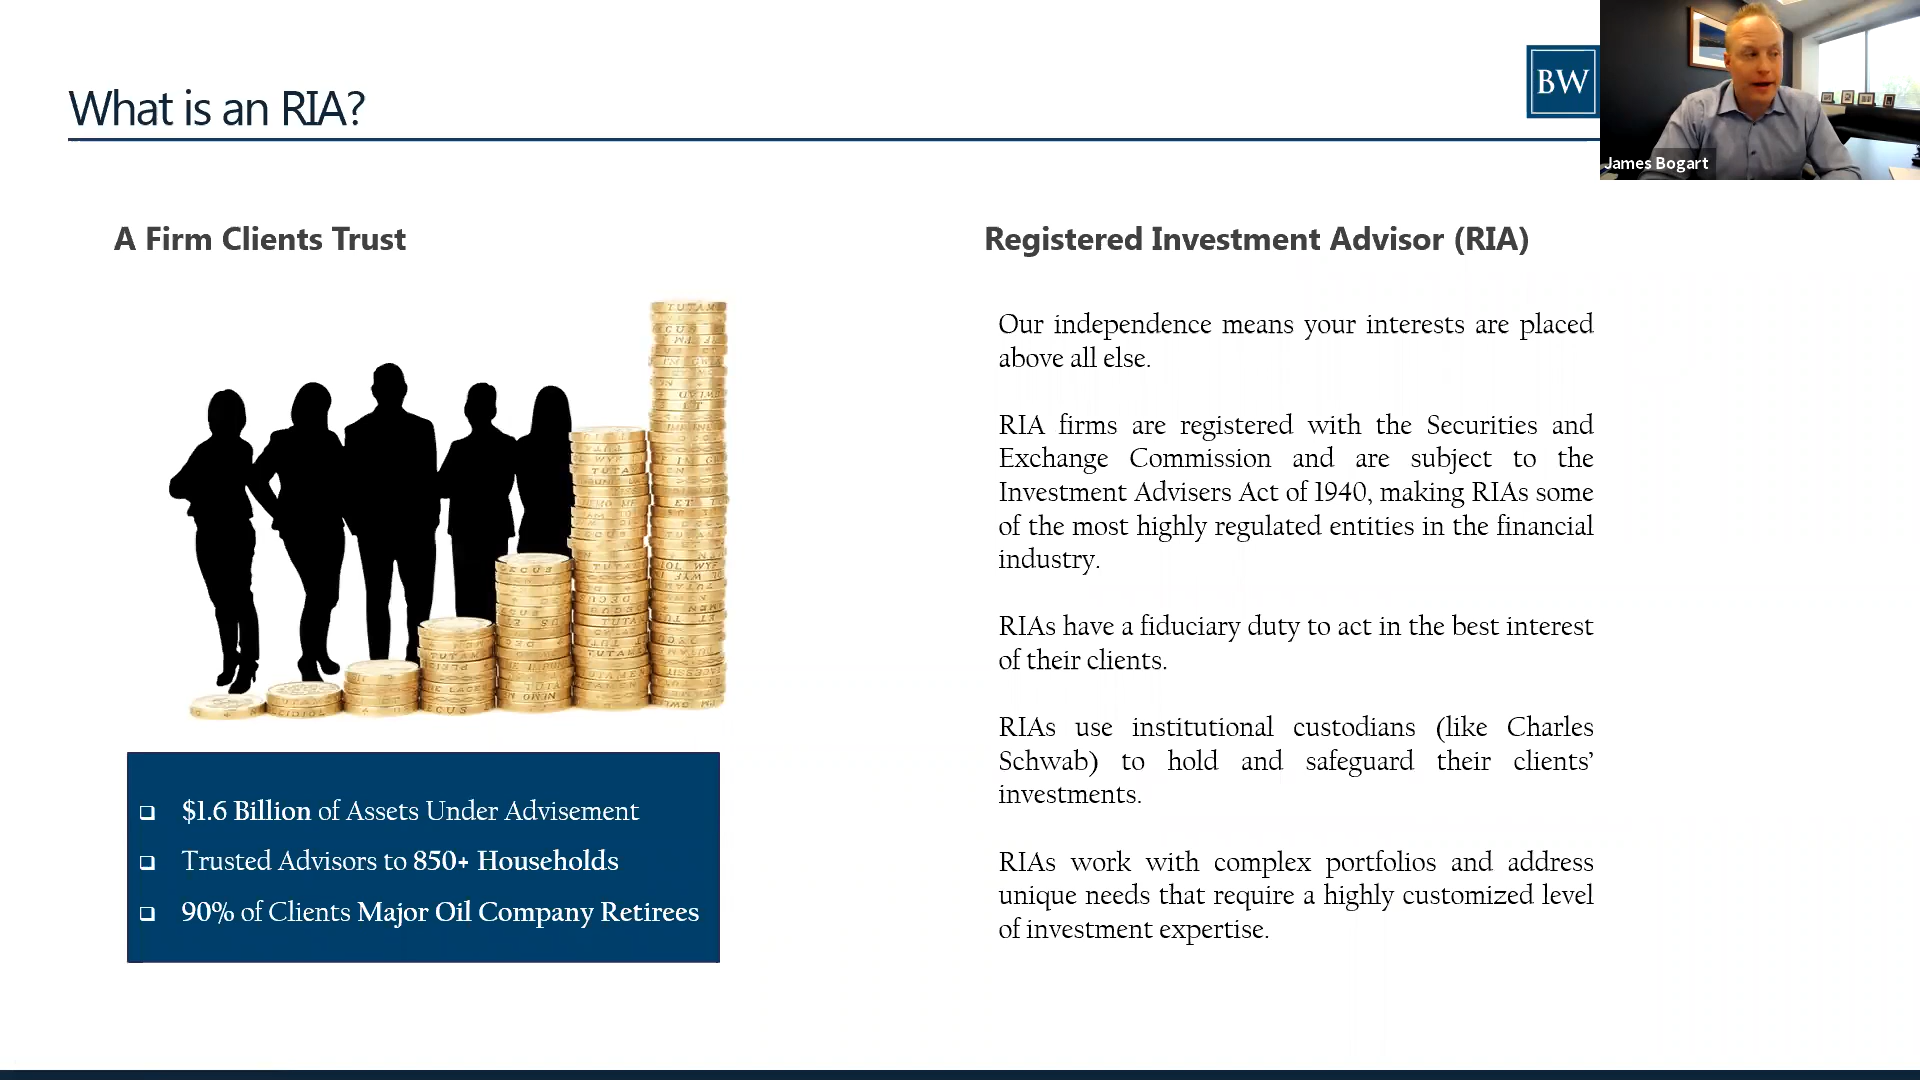 What is an RIA?
BW
James Bogart
A Firm Clients Trust
$1.6 Billion of Assets Under Advisement
Trusted Advisors to 850+ Households
90% of Clients Major Oil Company Retirees
Registered Investment Advisor (RIA)
Our independence means your interests are placed
above all else.
RIA firms are registered with the Securities and
Exchange Commission and are subject to the
Investment Advisers Act of 1940, making RIAs some
of the most highly regulated entities in the financial
industry.
RIAs have a fiduciary duty to act in the best interest
of their clients.
RIAs use institutional custodians (like Charles
Schwab) to hold and safeguard their clients’
investments.
RIAs work with complex portfolios and address
unique needs that require a highly customized level
of investment expertise.